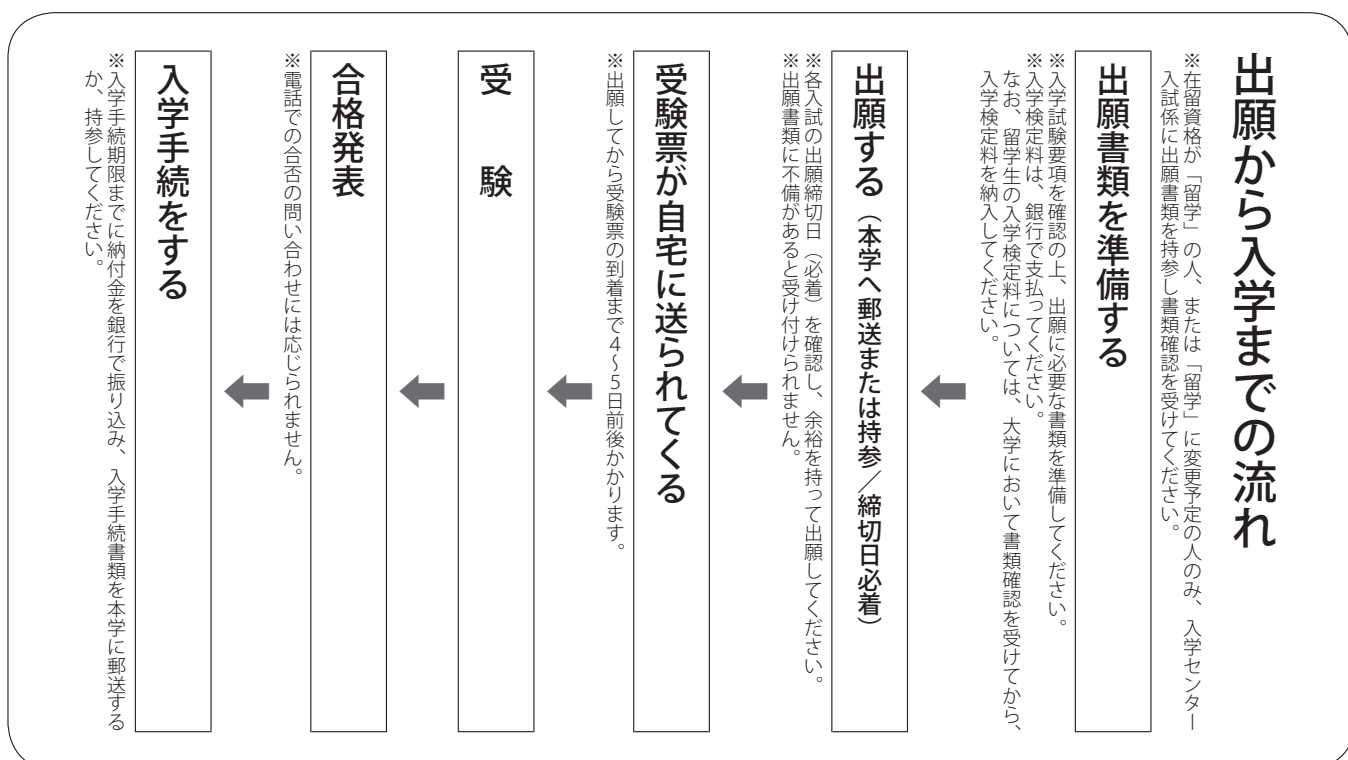 出願から入学までの流れ
※在留資格が「留学」の人、または「留学」に変更予定の人のみ、入学センター
入試係に出願書類を持参し書類確認を受けてください。
出願書類を準備する
※入学試験要項を確認の上、出願に必要な書類を準備してください。
※入学検定料は、銀行で支払ってください。
なお、留学生の入学検定料については、大学において書類確認を受けてから、
入学検定料を納入してください。
出願する（本学へ郵送または持参／締切日必着）
※各入試の出願締切日（必着）を確認し、余裕を持って出願してください。
※出願書類に不備があると受け付けられません。
受験票が自宅に送られてくる
※出願してから受験票の到着まで4〜5日前後かかります。
受　験
合格発表
※電話での合否の問い合わせには応じられません。
入学手続をする
※入学手続期限までに納付金を銀行で振り込み、入学手続書類を本学に郵送する
か、持参してください。